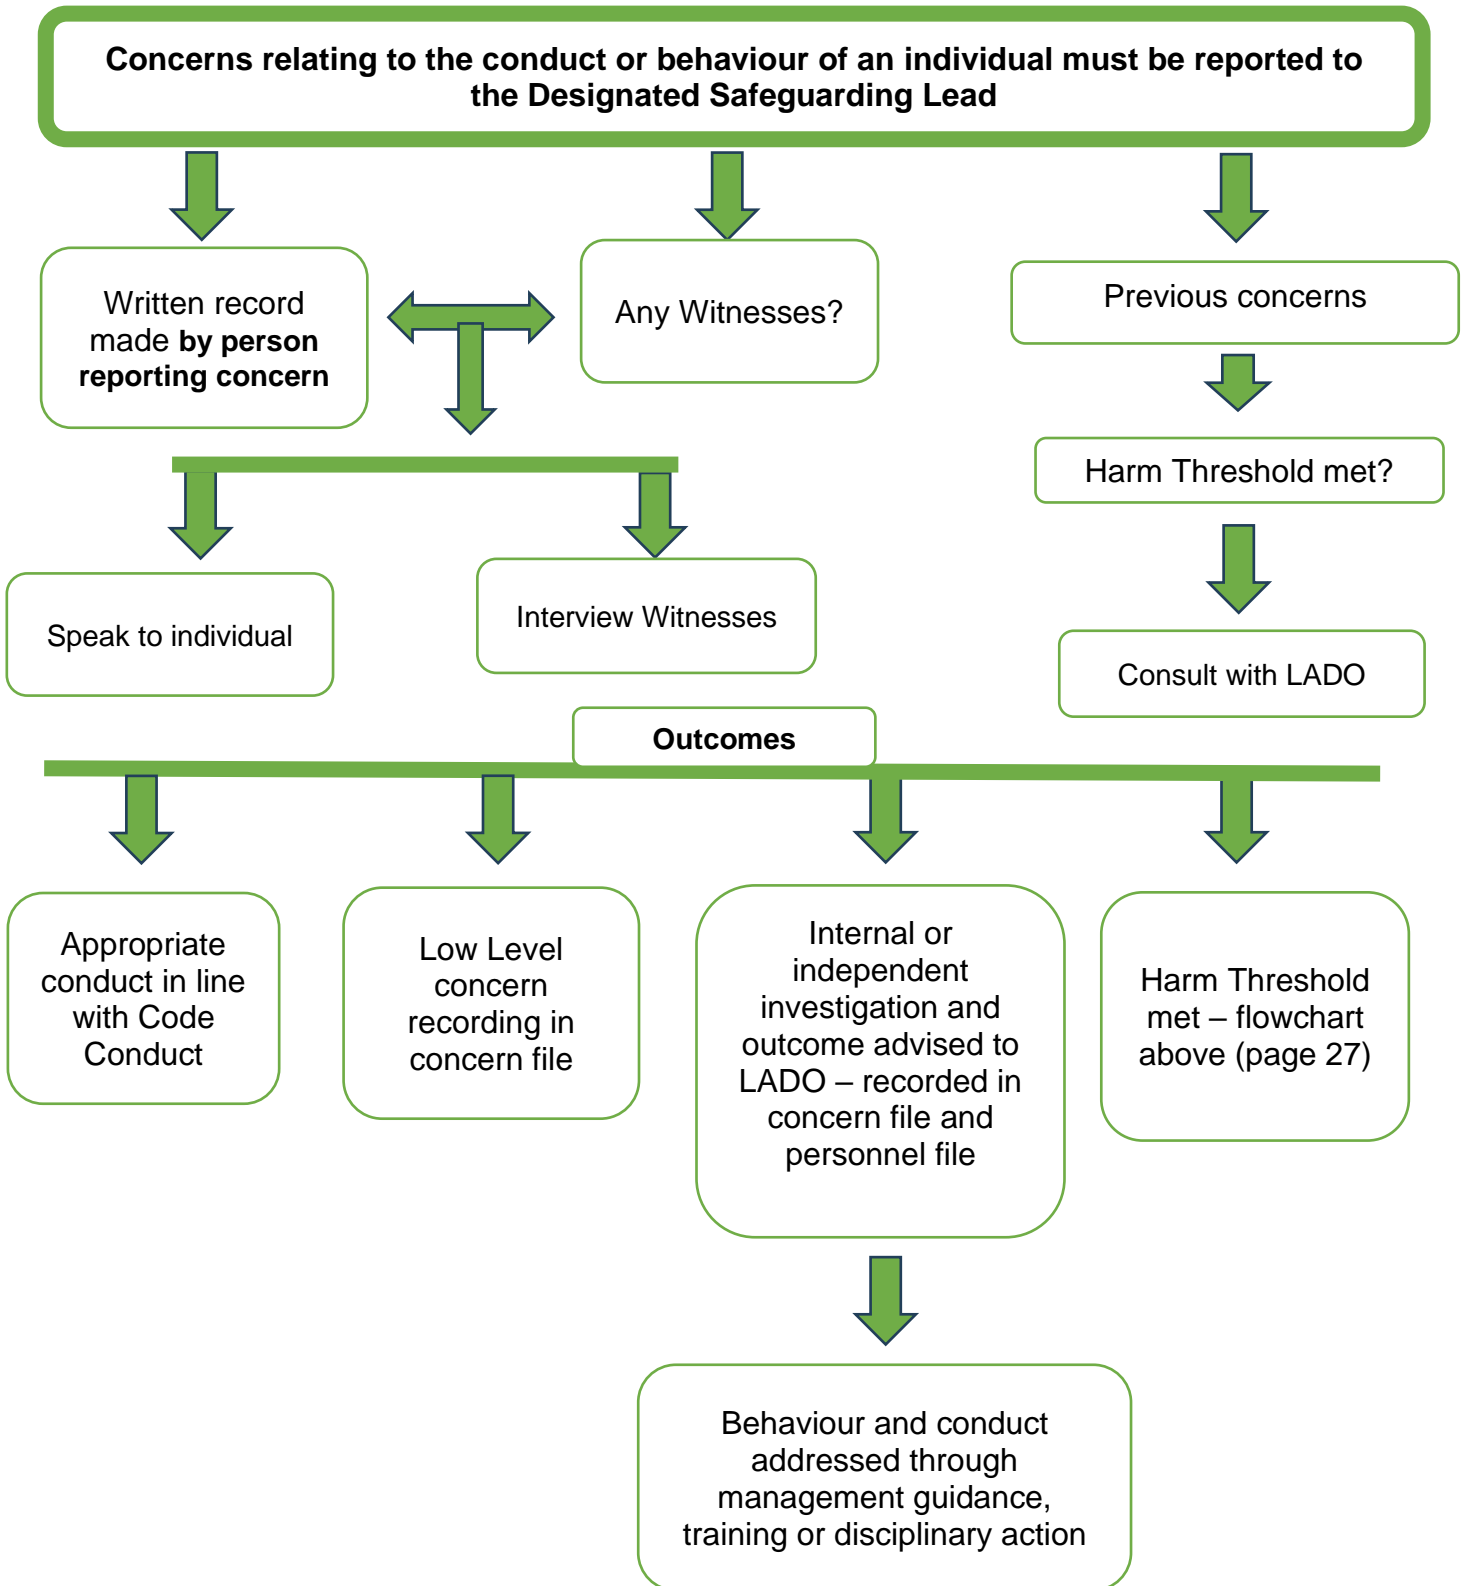 Concerns relating to the conduct or behaviour of an individual must be reported to
the Designated Safeguarding Lead
Written record
made by person
reporting concern
Any Witnesses?
Previous concerns
Harm Threshold met?
Speak to individual
Interview Witnesses
Consult with LADO
Outcomes
Appropriate
conduct in line
with Code
Conduct
Low Level
concern
recording in
concern file
Internal or
independent
investigation and
outcome advised to
LADO – recorded in
concern file and
personnel file
Harm Threshold
met – flowchart
above (page 27)
Behaviour and conduct
addressed through
management guidance,
training or disciplinary action